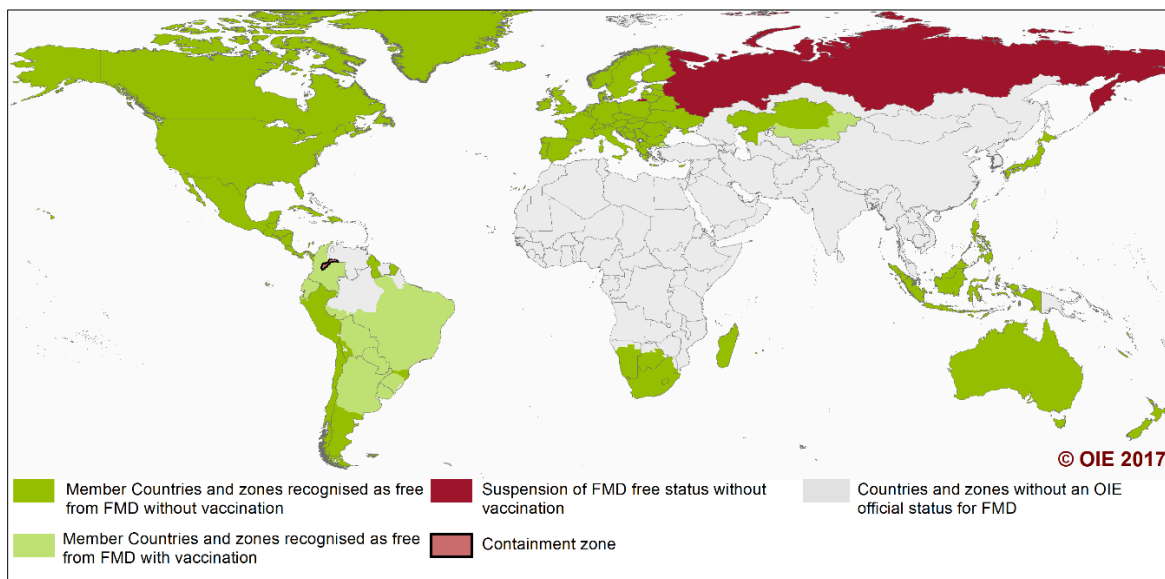 © OIE 2017
Member Countries and zones recognised as free
from FMD without vaccination
Suspension of FMD free status without
vaccination
Countries and zones without an OIE
official status for FMD
Member Countries and zones recognised as free
from FMD with vaccination
Containment zone